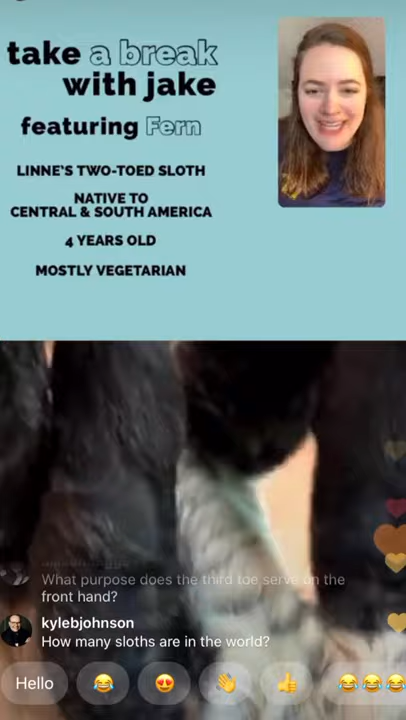 take a break
with jake
featuring Fern
LINNE'S TWO-TOED SLOTH
NATIVE TO
CENTRAL & SOUTH AMERICA
4 YEARS OLD
MOSTLY VEGETARIAN
What purpose does the third toe serve on the
front hand?
kylebjohnson
How many sloths are in the world?
Hello